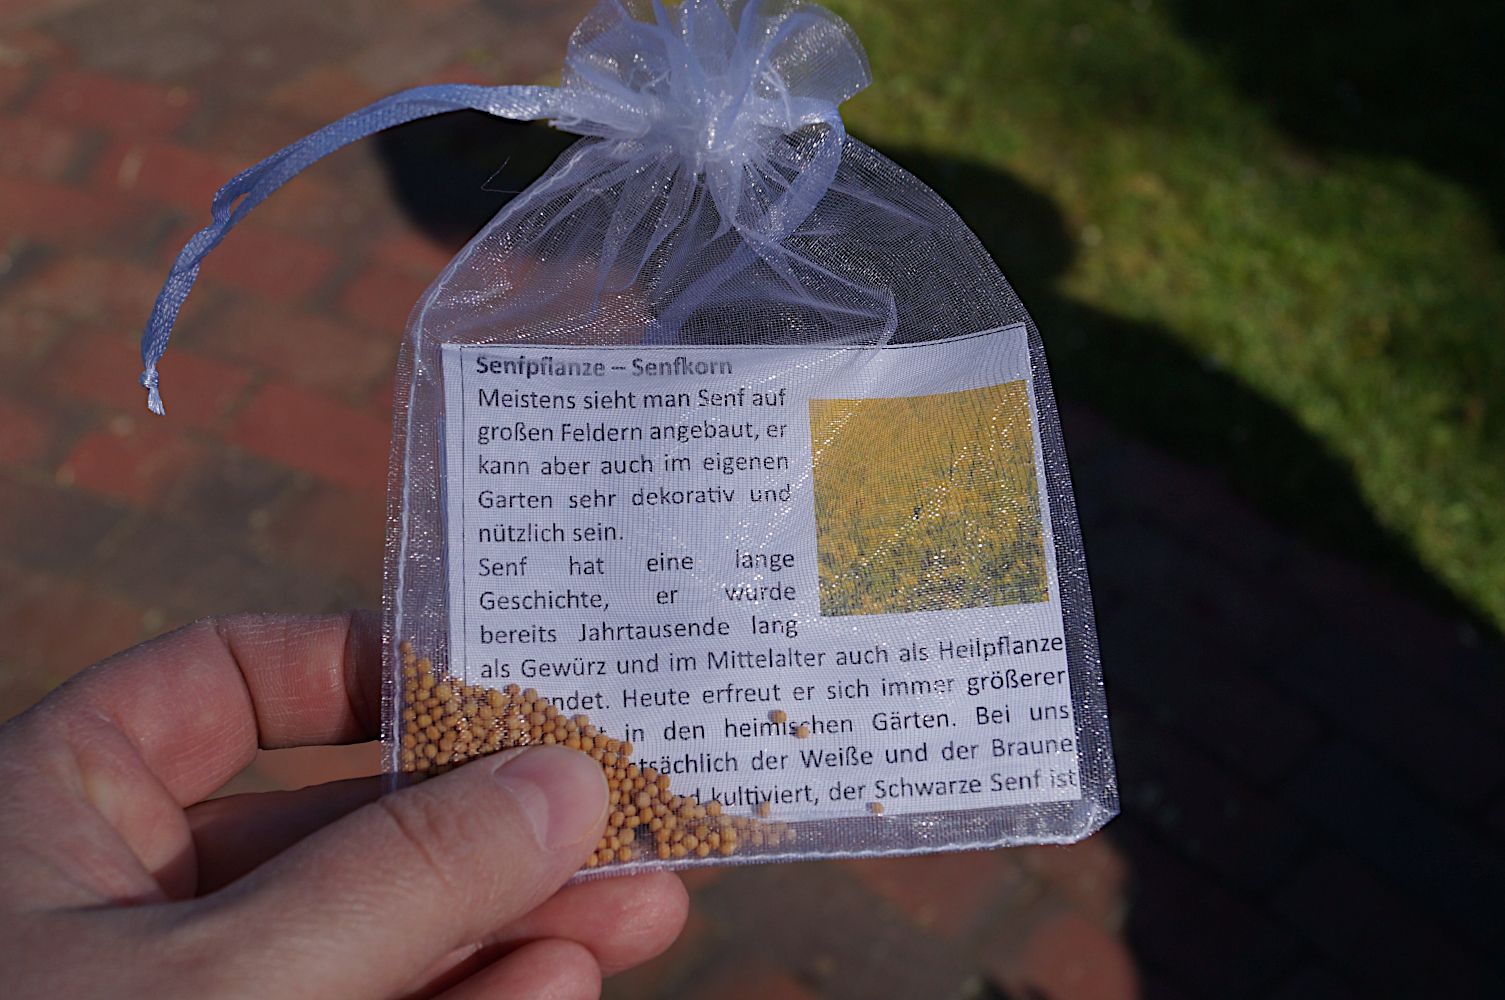 Senfpflanze – Senfkorn
Meistens sieht man Senf auf
großen Feldern angebaut, er
kann aber auch im eigenen
Garten sehr dekorativ und
nützlich sein.
Senf hat eine lange
Geschichte, er wurde
bereits Jahrtausende lang
als Gewürz und im Mittelalter auch als Heilpflanze
ndet. Heute erfreut er sich immer größerer
in den heimischen Gärten. Bei uns
tsächlich der Weiße und der Braune
kultiviert, der Schwarze Senf ist